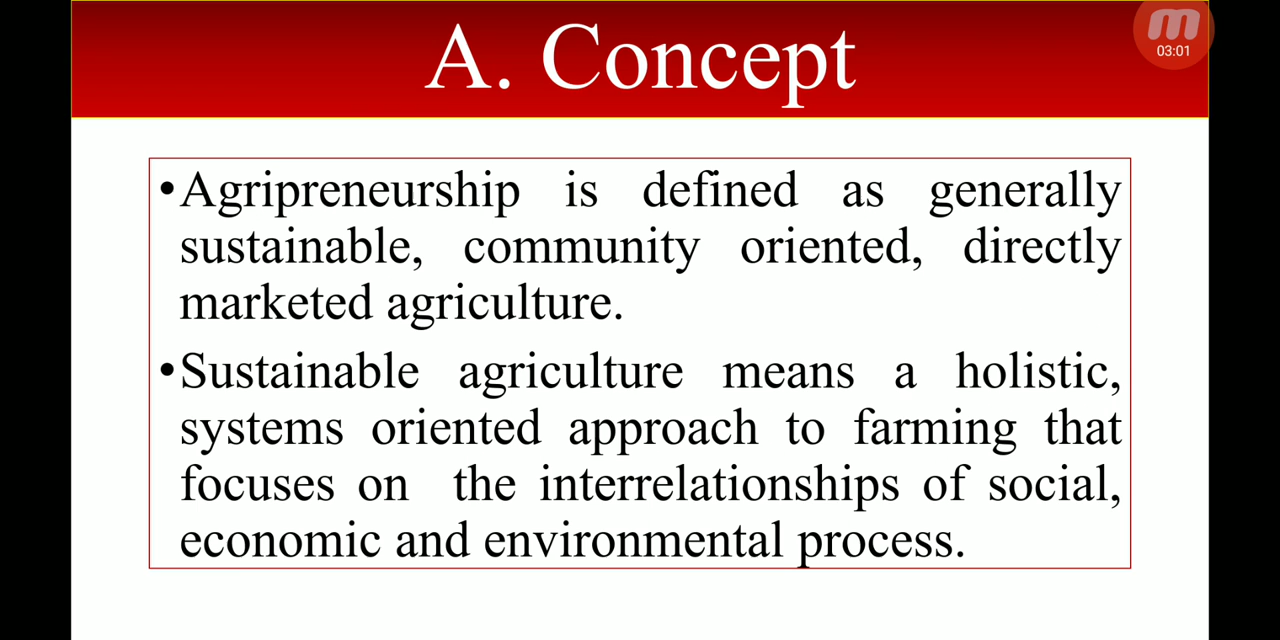 A. Concept
m
03:01
•Agripreneurship is defined as generally
sustainable, community oriented, directly
marketed agriculture.
•Sustainable agriculture means a holistic,
systems oriented approach to farming that
focuses on the interrelationships of social,
economic and environmental process.